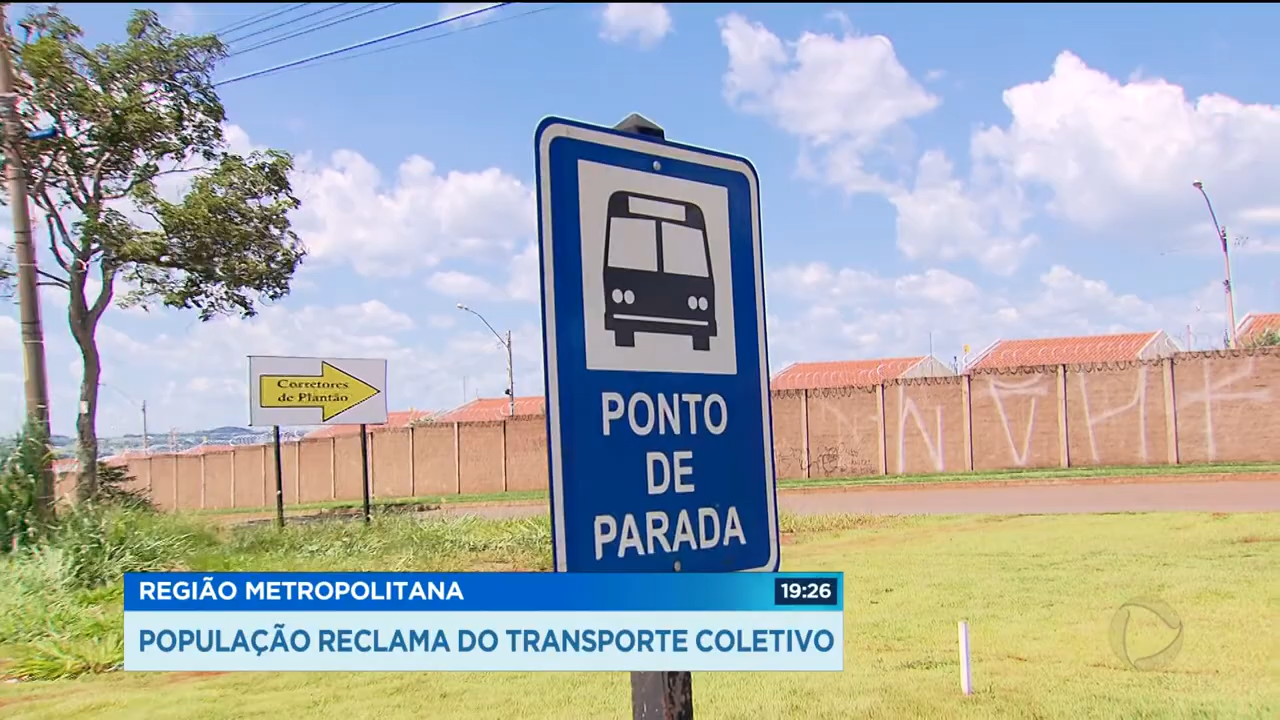 Corretores
de Plantão
PONTO
DE
PARADA
REGIÃO METROPOLITANA
19:26
POPULAÇÃO RECLAMA DO TRANSPORTE COLETIVO